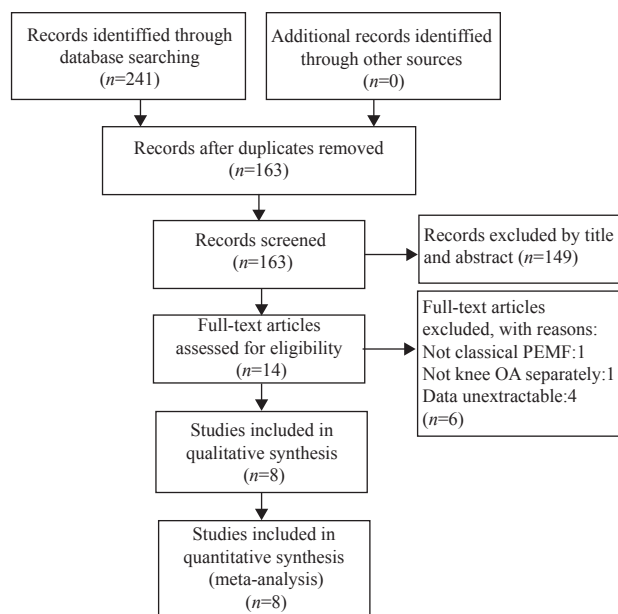 Records identiffied through
database searching
(n=241)
Additional records identiffied
through other sources
(n=0)
Records after duplicates removed
(n=163)
Records screened
(n=163)
Records excluded by title
and abstract (n=149)
Full-text articles
assessed for eligibility
(n=14)
Full-text articles
excluded, with reasons:
Not classical PEMF:1
Not knee OA separately:1
Data unextractable:4
(n=6)
Studies included in
qualitative synthesis
(n=8)
Studies included in
quantitative synthesis
(meta-analysis)
(n=8)